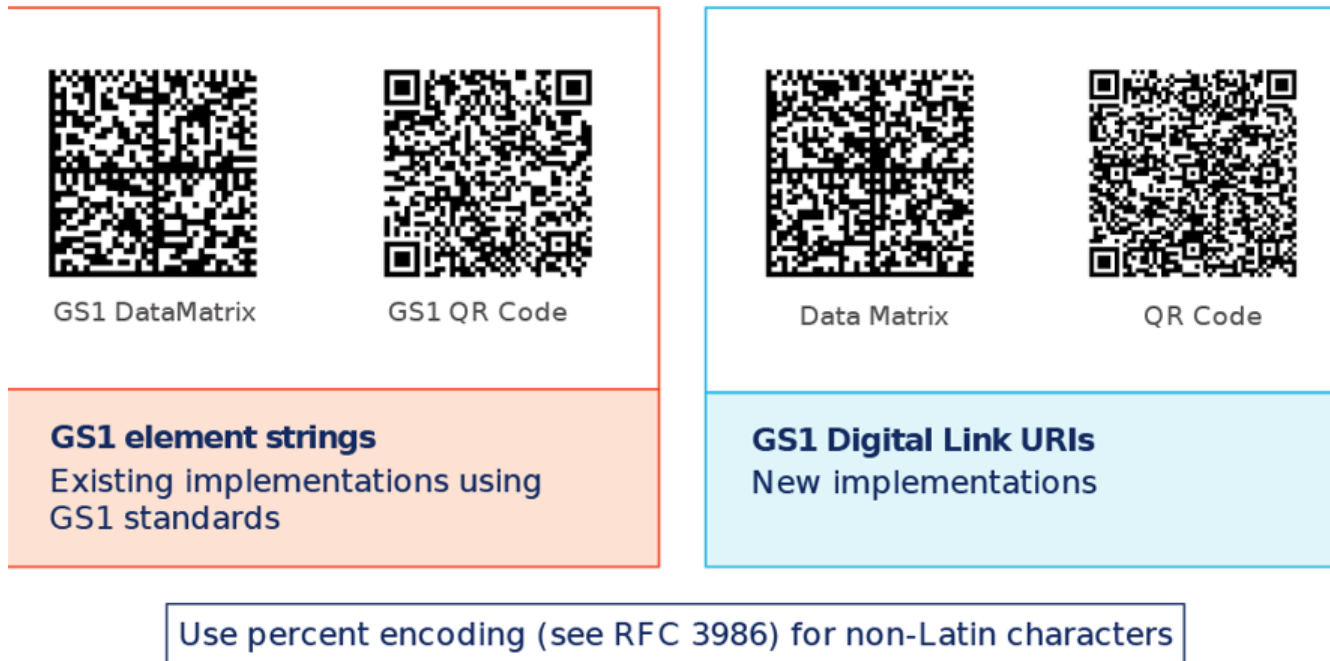 GS1 DataMatrix
GS1 QR Code
GS1 element strings
Existing implementations using
GS1 standards
Data Matrix
QR Code
GS1 Digital Link URIs
New implementations
Use percent encoding (see RFC 3986) for non-Latin characters